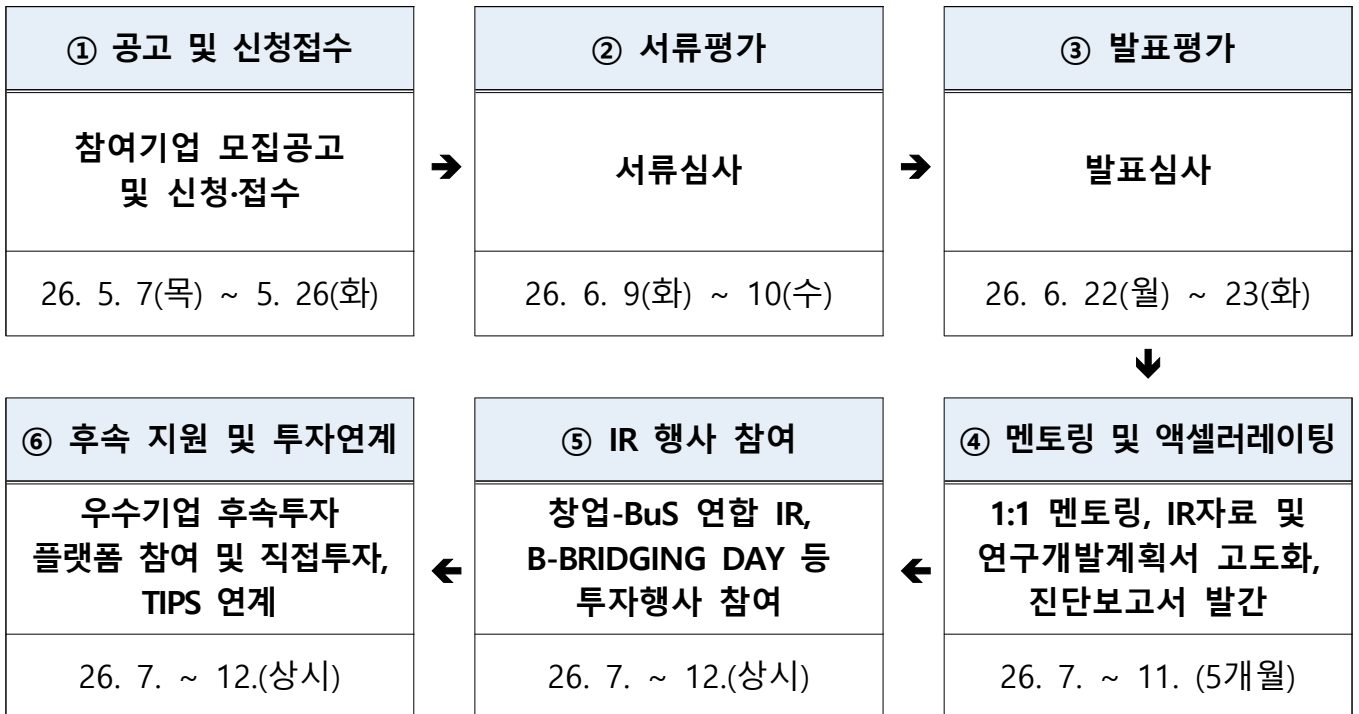 ① 공고 및 신청접수
참여기업 모집공고
및 신청·접수
26. 5. 7(목) ~ 5. 26(화)
➔
② 서류평가
서류심사
26. 6. 9(화) ~ 10(수)
➔
③ 발표평가
발표심사
26. 6. 22(월) ~ 23(화)
🡻
④ 멘토링 및 액셀러레이팅
1:1 멘토링, IR자료 및
연구개발계획서 고도화,
진단보고서 발간
26. 7. ~ 11. (5개월)
🡸
⑤ IR 행사 참여
창업-BuS 연합 IR,
B-BRIDGING DAY 등
투자행사 참여
26. 7. ~ 12.(상시)
🡸
⑥ 후속 지원 및 투자연계
우수기업 후속투자
플랫폼 참여 및 직접투자,
TIPS 연계
26. 7. ~ 12.(상시)